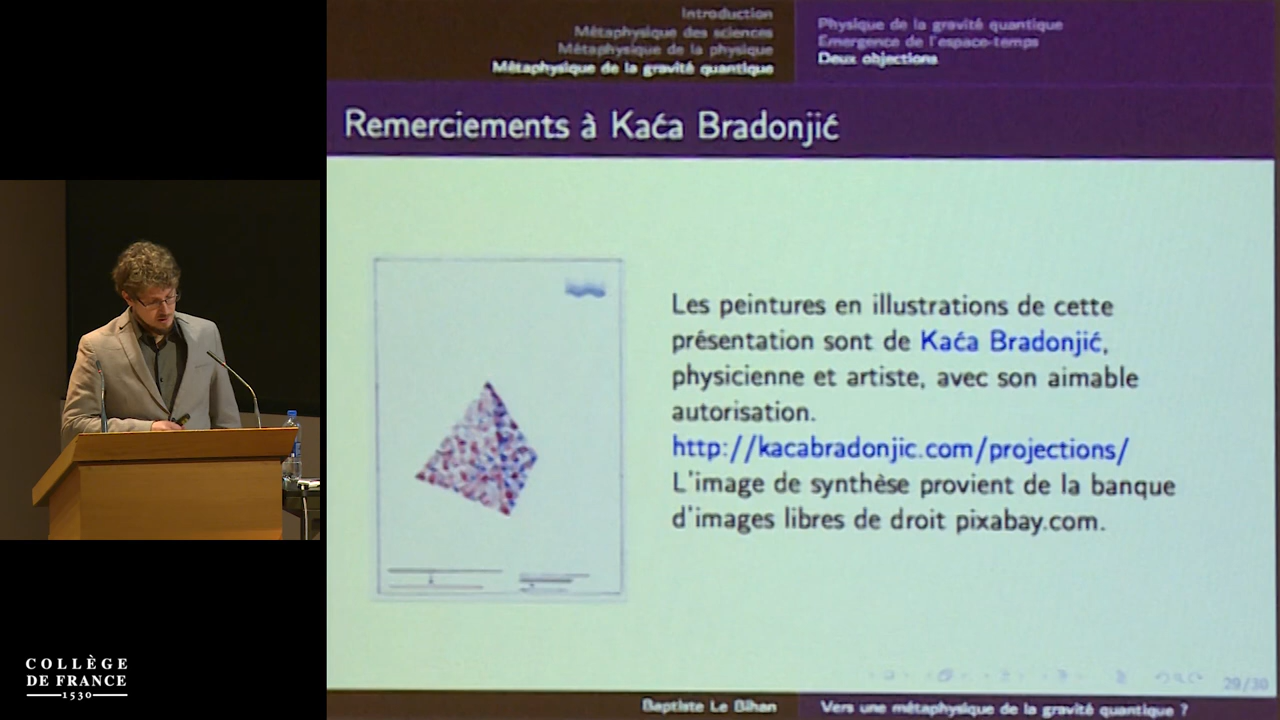 Introduction
Métaphysique des sciences
Métaphysique de la physique
Métaphysique de la gravité quantique
Physique de la gravité quantique
Emergence de l'espace-temps
Deux objections
Remerciements à Kaća Bradonjić
Les peintures en illustrations de cette
présentation sont de Kaća Bradonjić,
physicienne et artiste, avec son aimable
autorisation.
http://kacabradonjic.com/projections/
L'image de synthèse provient de la banque
d'images libres de droit pixabay.com.
29/30
Baptiste Le Bihan
Vers une métaphysique de la gravité quantique ?
COLLÈGE
DE FRANCE
1530